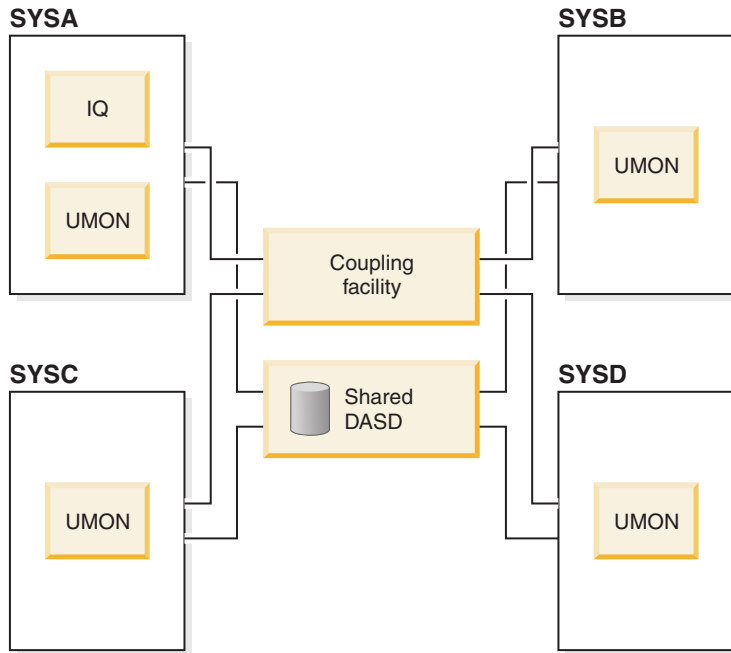 SYSA
SYSB
IQ
UMON
UMON
Coupling
facility
SYSC
SYSD
Shared
DASD
UMON
UMON